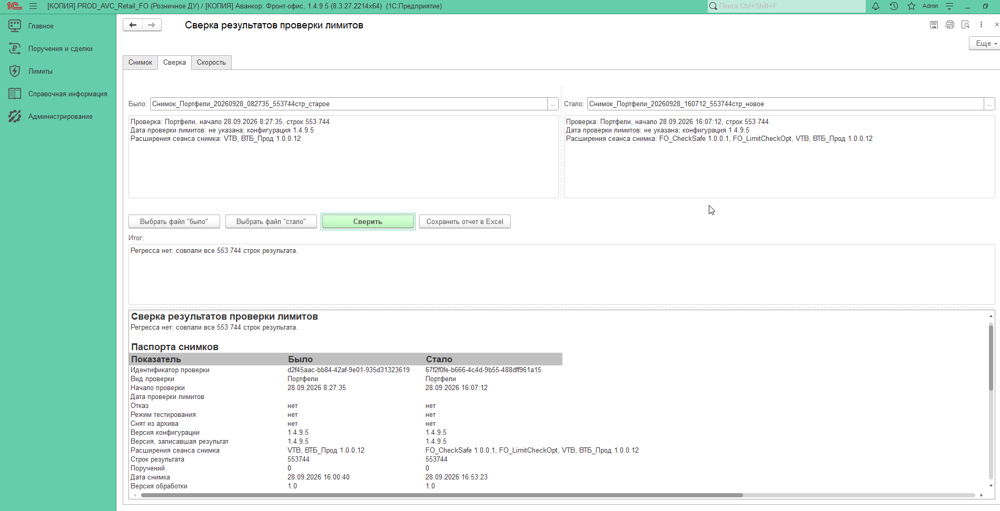 [КОПИЯ] PROD_AVC_Retail_FO (Розничное ДУ) / [КОПИЯ] Аванкор: Фронт-офис, 1.4.9.5 (8.3.27.2214x64) (1С:Предприятие)
Поиск Ctrl+Shift+F
Admin
Главное
Поручения и сделки
Лимиты
Справочная информация
Администрирование
Сверка результатов проверки лимитов
Еще
Снимок
Сверка
Скорость
Было: Снимок_Портфели_20260928_082735_553744стр_старое ...
Стало: Снимок_Портфели_20260928_160712_553744стр_новое ...
Проверка: Портфели, начало 28.09.2026 8:27:35, строк 553 744
Дата проверки лимитов: не указана; конфигурация 1.4.9.5
Расширения сеанса снимка: VTB, ВТБ_Прод 1.0.0.12
Проверка: Портфели, начало 28.09.2026 16:07:12, строк 553 744
Дата проверки лимитов: не указана; конфигурация 1.4.9.5
Расширения сеанса снимка: FO_CheckSafe 1.0.0.1, FO_LimitCheckOpt, VTB, ВТБ_Прод 1.0.0.12
Выбрать файл "было"
Выбрать файл "стало"
Сверить
Сохранить отчет в Excel
Итог:
Регресса нет: совпали все 553 744 строк результата.
Сверка результатов проверки лимитов
Регресса нет: совпали все 553 744 строк результата.
Паспорта снимков
Показатель Было Стало
Идентификатор проверки d2f45aac-bb84-42af-9e01-935d31323619 67f2f0fe-b666-4c4d-9b55-488dff961a15
Вид проверки Портфели Портфели
Начало проверки 28.09.2026 8:27:35 28.09.2026 16:07:12
Дата проверки лимитов
Отказ нет нет
Режим тестирования нет нет
Снят из архива нет нет
Версия конфигурации 1.4.9.5 1.4.9.5
Версия, записавшая результат 1.4.9.5 1.4.9.5
Расширения сеанса снимка VTB, ВТБ_Прод 1.0.0.12 FO_CheckSafe 1.0.0.1, FO_LimitCheckOpt, VTB, ВТБ_Прод 1.0.0.12
Строк результата 553744 553744
Поручений 0 0
Дата снимка 28.09.2026 16:00:40 28.09.2026 16:53:23
Версия обработки 1.0 1.0